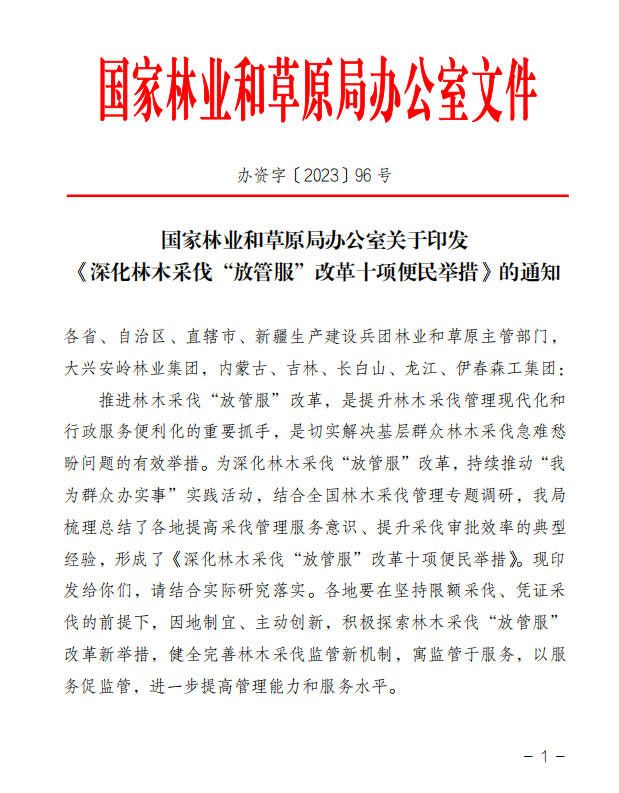 国家林业和草原局办公室文件
办资字〔2023〕96 号
国家林业和草原局办公室关于印发
《深化林木采伐“放管服”改革十项便民举措》的通知
各省、自治区、直辖市、新疆生产建设兵团林业和草原主管部门，
大兴安岭林业集团，内蒙古、吉林、长白山、龙江、伊春森工集团：
推进林木采伐“放管服”改革，是提升林木采伐管理现代化和
行政服务便利化的重要抓手，是切实解决基层群众林木采伐急难愁
盼问题的有效举措。为深化林木采伐“放管服”改革，持续推动“我
为群众办实事”实践活动，结合全国林木采伐管理专题调研，我局
梳理总结了各地提高采伐管理服务意识、提升采伐审批效率的典型
经验，形成了《深化林木采伐“放管服”改革十项便民举措》。现印
发给你们，请结合实际研究落实。各地要在坚持限额采伐、凭证采
伐的前提下，因地制宜、主动创新，积极探索林木采伐“放管服”
改革新举措，健全完善林木采伐监管新机制，寓监管于服务，以服
务促监管，进一步提高管理能力和服务水平。
- 1 -